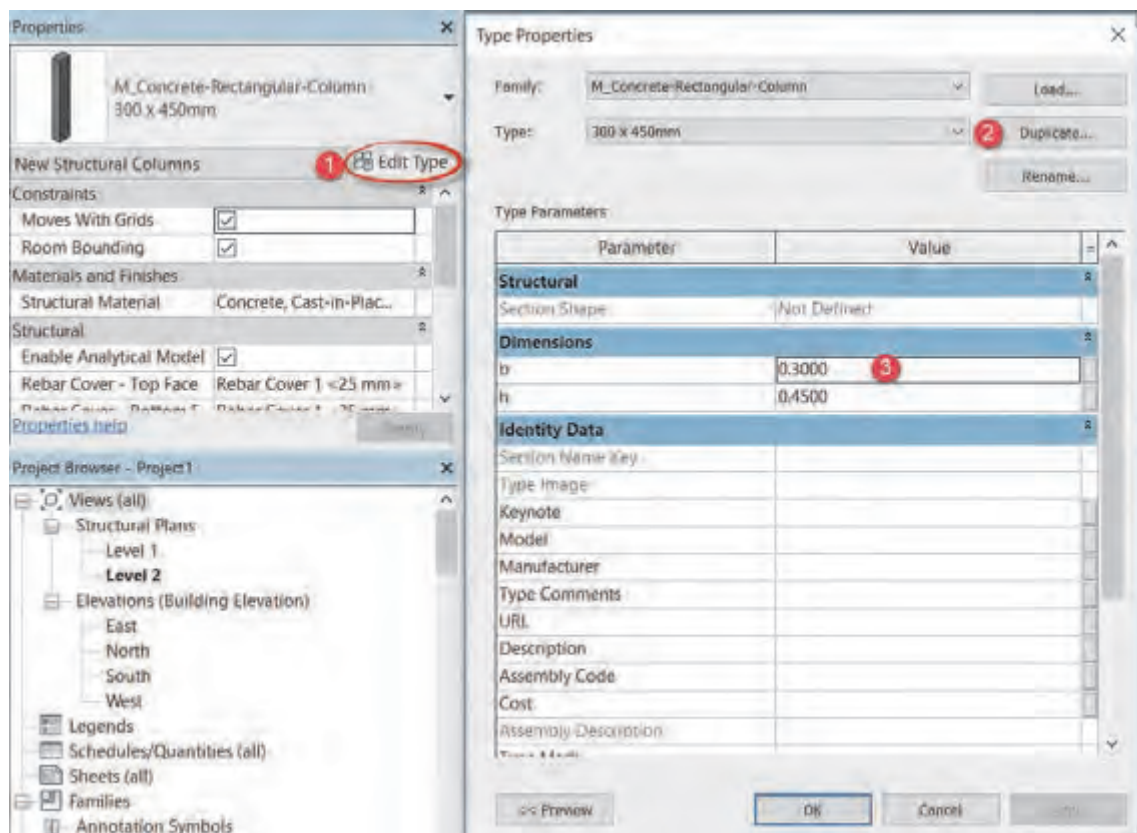 Properties
M_Concrete-Rectangular-Column
300 x 450mm
New Structural Columns
1
Edit Type
Constraints
Moves With Grids
Room Bounding
Materials and Finishes
Structural Material Concrete, Cast-in-Plac...
Structural
Enable Analytical Model
Rebar Cover - Top Face Rebar Cover 1 <25 mm>
Properties help
Project Browser - Project1
Views (all)
Structural Plans
Level 1
Level 2
Elevations (Building Elevation)
East
North
South
West
Legends
Schedules/Quantities (all)
Sheets (all)
Families
Annotation Symbols
Type Properties
Family: M_Concrete-Rectangular-Column Load...
Type: 300 x 450mm 2 Duplicate...
Rename...
Type Parameters
Parameter Value =
Structural
Section Shape Not Defined
Dimensions
b 0.3000 3
h 0.4500
Identity Data
Section Name Key
Type Image
Keynote
Model
Manufacturer
Type Comments
URL
Description
Assembly Code
Cost
Assembly Description
<< Preview OK Cancel